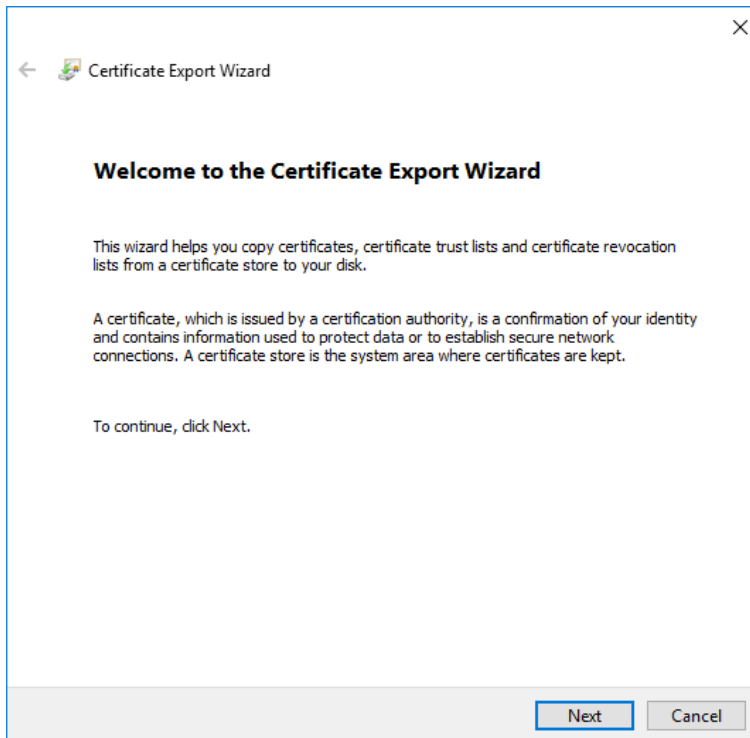 Certificate Export Wizard
Welcome to the Certificate Export Wizard
This wizard helps you copy certificates, certificate trust lists and certificate revocation
lists from a certificate store to your disk.
A certificate, which is issued by a certification authority, is a confirmation of your identity
and contains information used to protect data or to establish secure network
connections. A certificate store is the system area where certificates are kept.
To continue, click Next.
Next
Cancel